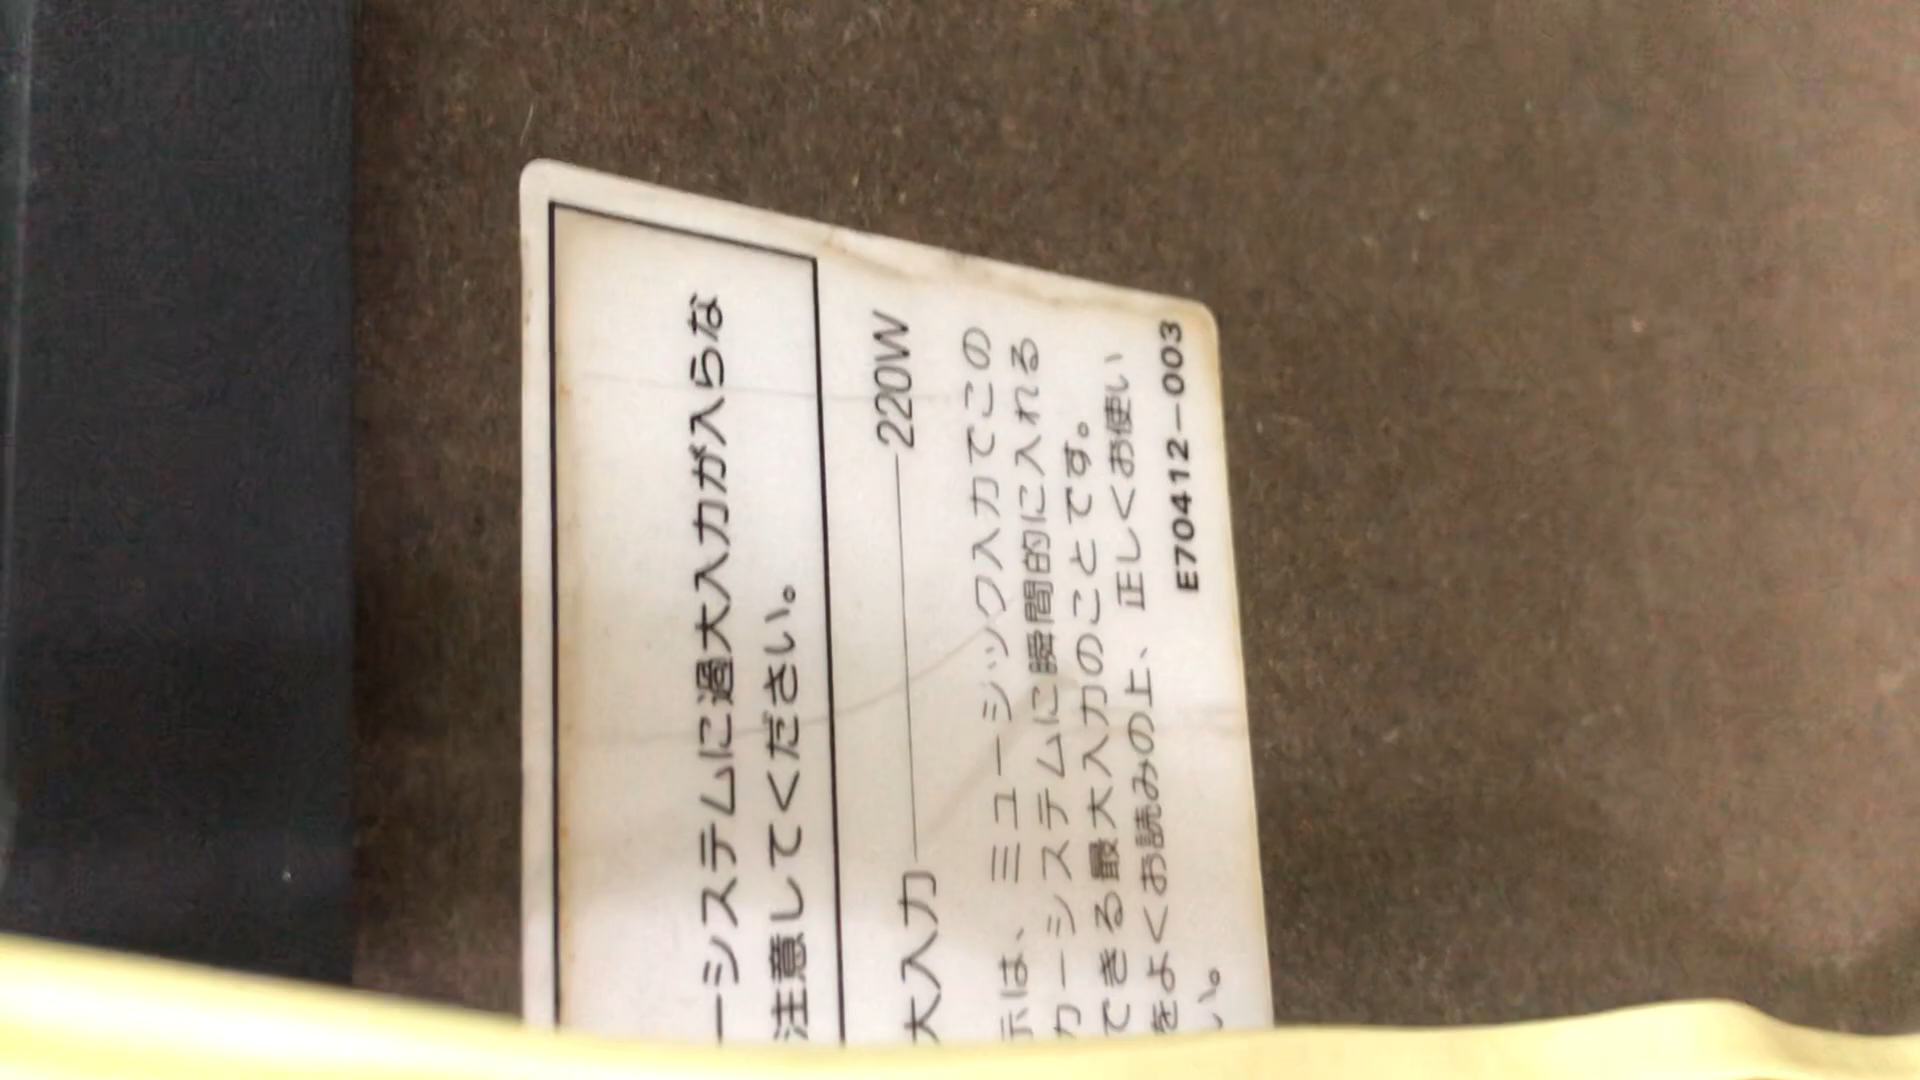 ーシステムに過大入力が入らな
注意してください。
大入力―――220W
示は、ミュージック入力でこの
カーシステムに瞬間的に入れる
できる最大入力のことです。
をよくお読みの上、正しくお使い
い。
E70412-003